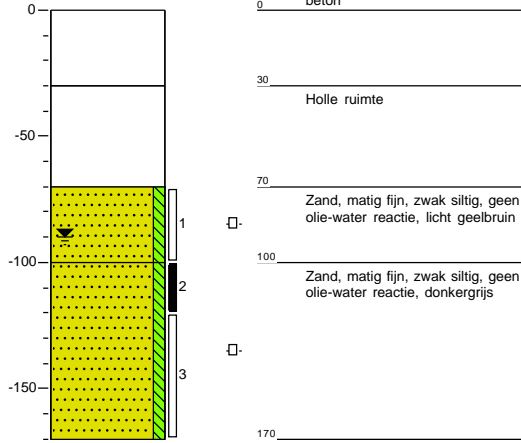 0
-50
-100
-150
1
2
3
0
beton
30
Holle ruimte
70
Zand, matig fijn, zwak siltig, geen
olie-water reactie, licht geelbruin
100
Zand, matig fijn, zwak siltig, geen
olie-water reactie, donkergrijs
170